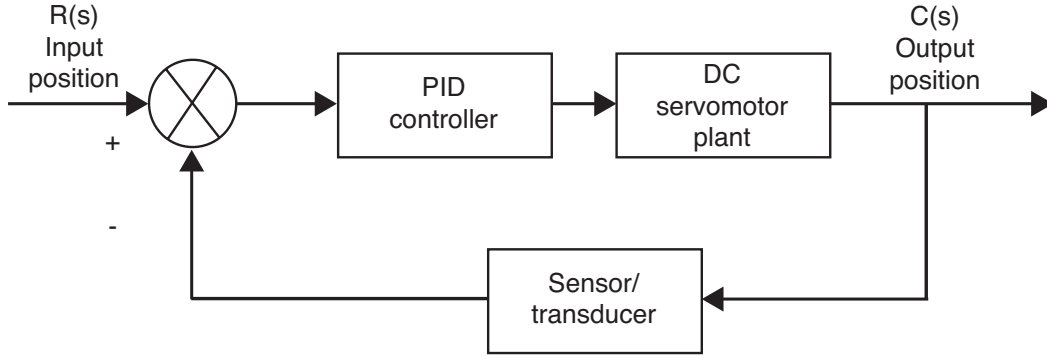 R(s)
Input
position
+
-
PID
controller
DC
servomotor
plant
C(s)
Output
position
Sensor/
transducer